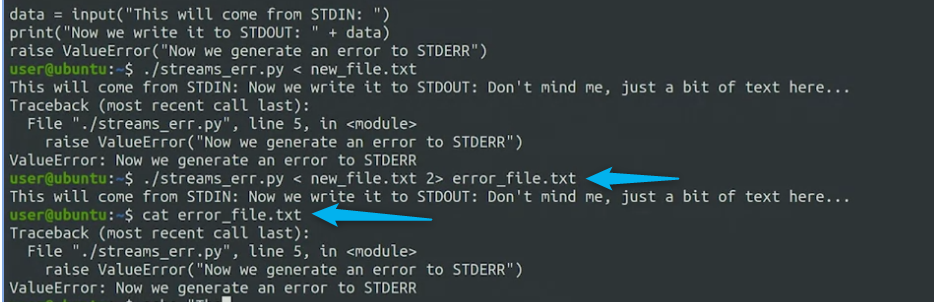 data = input("This will come from STDIN: ")
print("Now we write it to STDOUT: " + data)
raise ValueError("Now we generate an error to STDERR")
user@ubuntu:~$ ./streams_err.py < new_file.txt
This will come from STDIN: Now we write it to STDOUT: Don't mind me, just a bit of text here...
Traceback (most recent call last):
  File "./streams_err.py", line 5, in <module>
    raise ValueError("Now we generate an error to STDERR")
ValueError: Now we generate an error to STDERR
user@ubuntu:~$ ./streams_err.py < new_file.txt 2> error_file.txt
This will come from STDIN: Now we write it to STDOUT: Don't mind me, just a bit of text here...
user@ubuntu:~$ cat error_file.txt
Traceback (most recent call last):
  File "./streams_err.py", line 5, in <module>
    raise ValueError("Now we generate an error to STDERR")
ValueError: Now we generate an error to STDERR